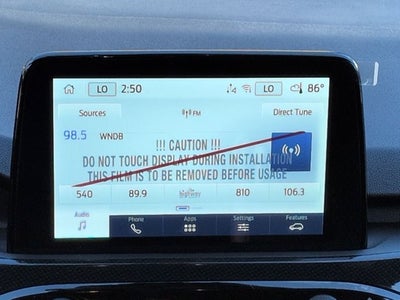 LO 2:50 LO 86°
Sources FM Direct Tune
98.5 WNDB
!!! CAUTION !!!
DO NOT TOUCH DISPLAY DURING INSTALLATION
THIS FILM IS TO BE REMOVED BEFORE USAGE
540 89.9 the highway 810 106.3
Audio Phone Apps Settings Features